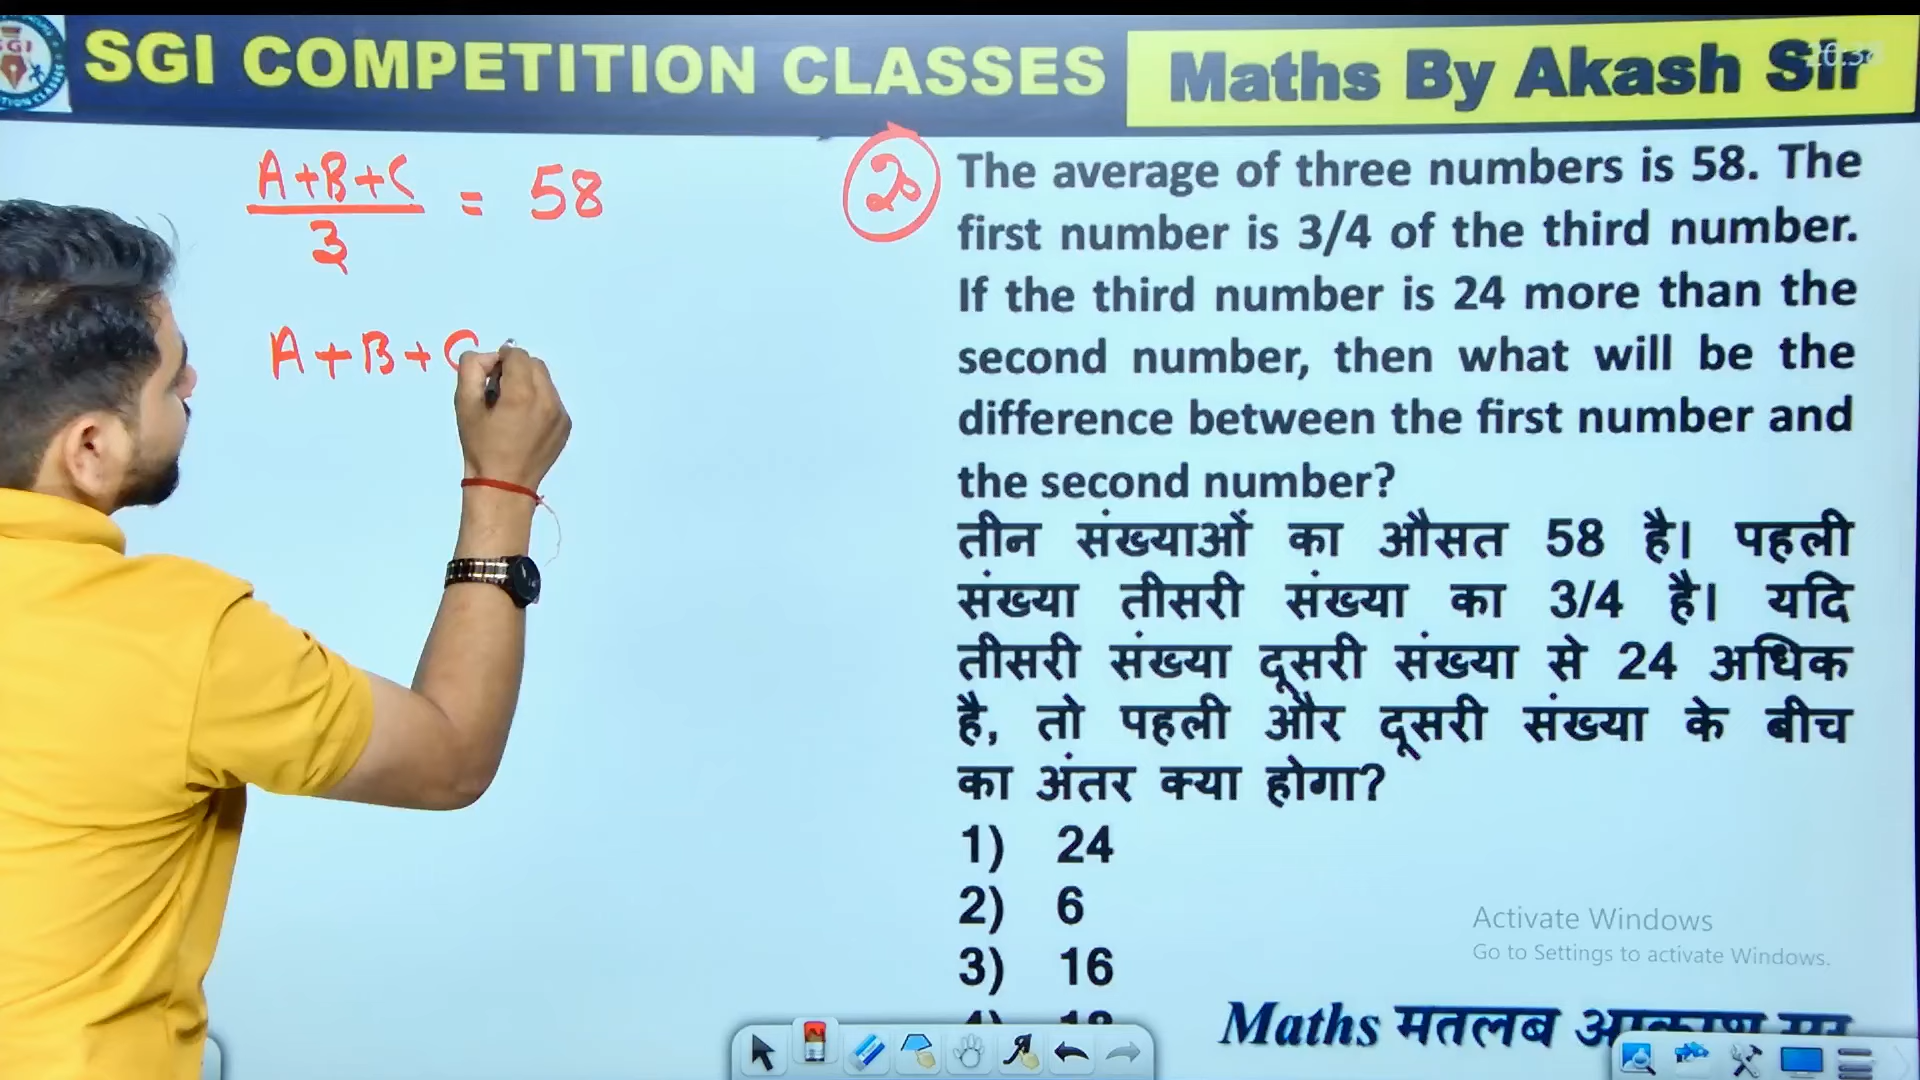 SGI COMPETITION CLASSES
Maths By Akash Sir
SGI
A+B+C
3
= 58
A+B+C
20
The average of three numbers is 58. The
first number is 3/4 of the third number.
If the third number is 24 more than the
second number, then what will be the
difference between the first number and
the second number?
तीन संख्याओं का औसत 58 है। पहली
संख्या तीसरी संख्या का 3/4 है। यदि
तीसरी संख्या दूसरी संख्या से 24 अधिक
है, तो पहली और दूसरी संख्या के बीच
का अंतर क्या होगा?
1) 24
2) 6
3) 16
Activate Windows
Go to Settings to activate Windows.
Maths मतलब